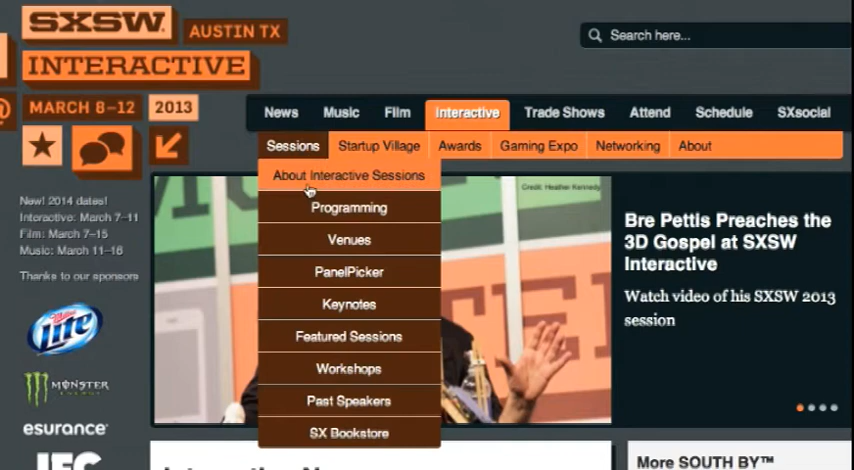 SXSW.
AUSTIN TX
INTERACTIVE
MARCH 8-12
2013
Search here...
News
Music
Film
Interactive
Trade Shows
Attend
Schedule
SXsocial
Sessions
Startup Village
Awards
Gaming Expo
Networking
About
About Interactive Sessions
Programming
Venues
PanelPicker
Keynotes
Featured Sessions
Workshops
Past Speakers
SX Bookstore
New! 2014 dates!
Interactive: March 7-11
Film: March 7-15
Music: March 11-16
Thanks to our sponsors
Miller
Lite
MONSTER
ENERGY
esurance
IFC
Credit: Heather Kennedy
Bre Pettis Preaches the
3D Gospel at SXSW
Interactive
Watch video of his SXSW 2013
session
More SOUTH BY™